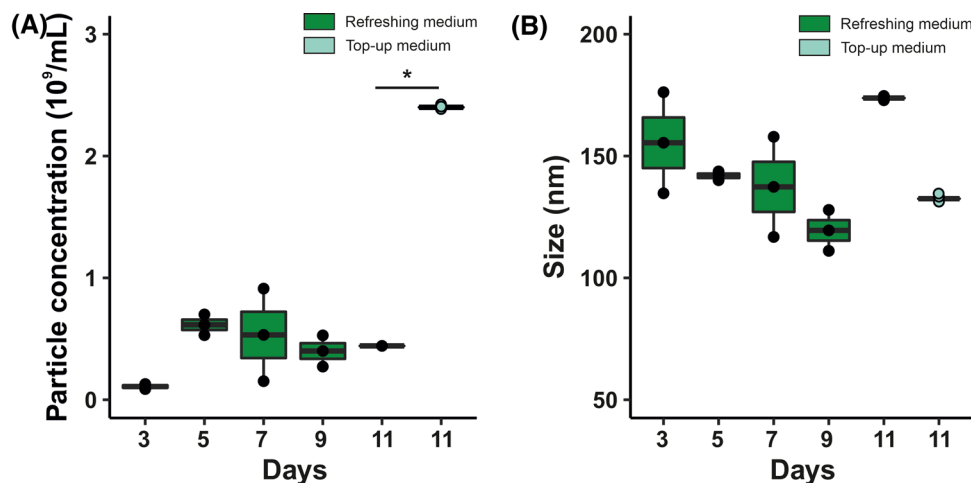 (A)
Refreshing medium
Top-up medium
Particle concentration (10⁹/mL)
3
2
1
0
*
3 5 7 9 11 11
Days
(B)
Refreshing medium
Top-up medium
Size (nm)
200
150
100
50
3 5 7 9 11 11
Days